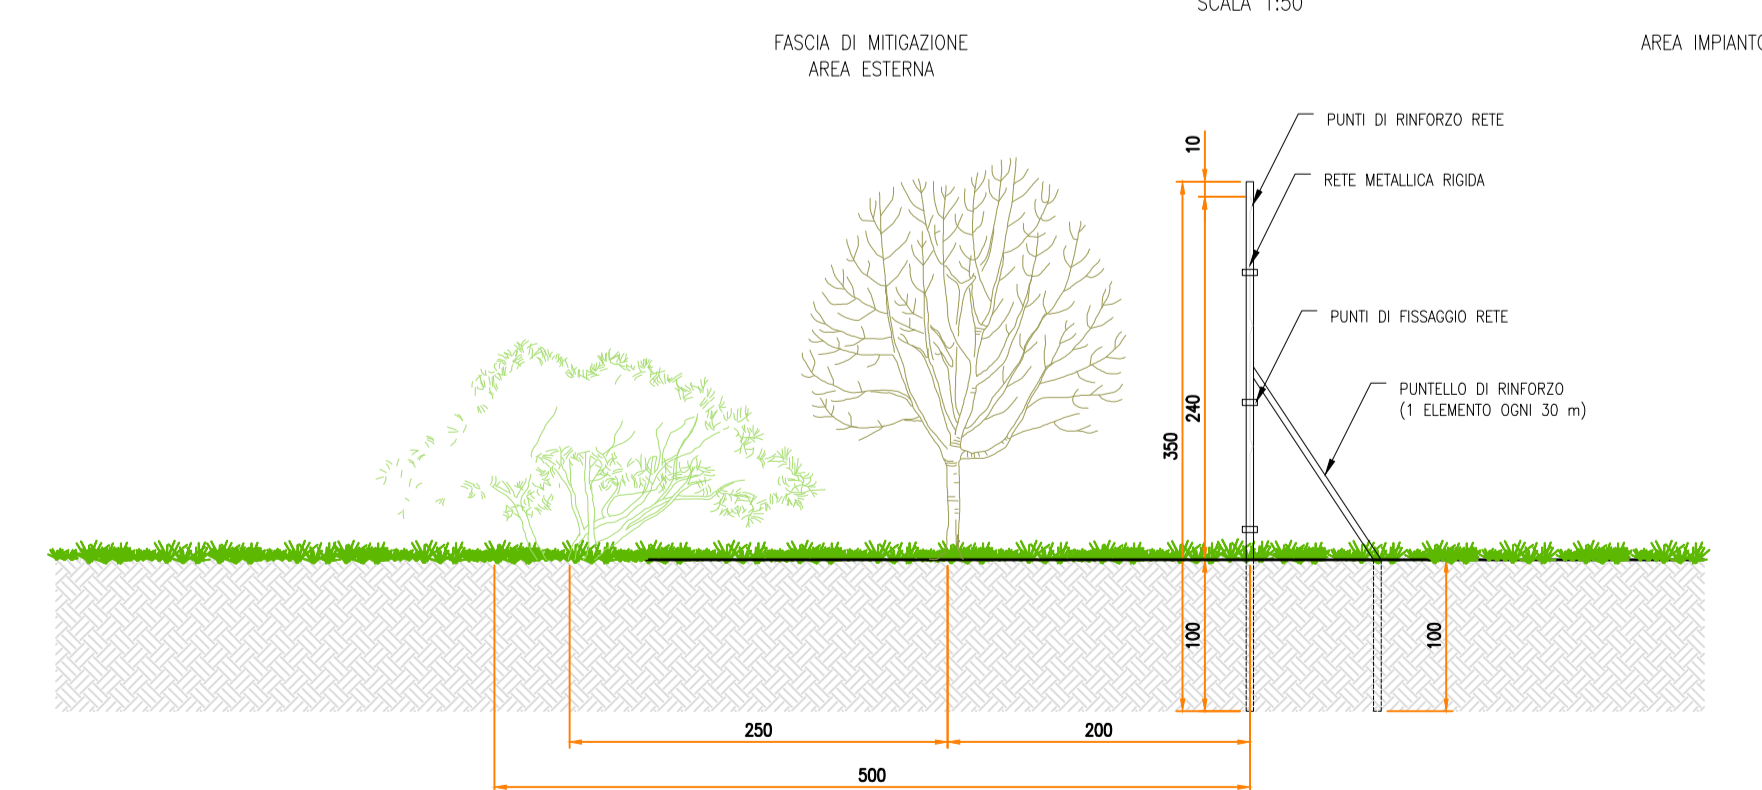 SCALA 1:50
FASCIA DI MITIGAZIONE
AREA ESTERNA
AREA IMPIANTO
PUNTI DI RINFORZO RETE
10
RETE METALLICA RIGIDA
PUNTI DI FISSAGGIO RETE
PUNTELLO DI RINFORZO
(1 ELEMENTO OGNI 30 m)
240
350
100
100
250
200
500